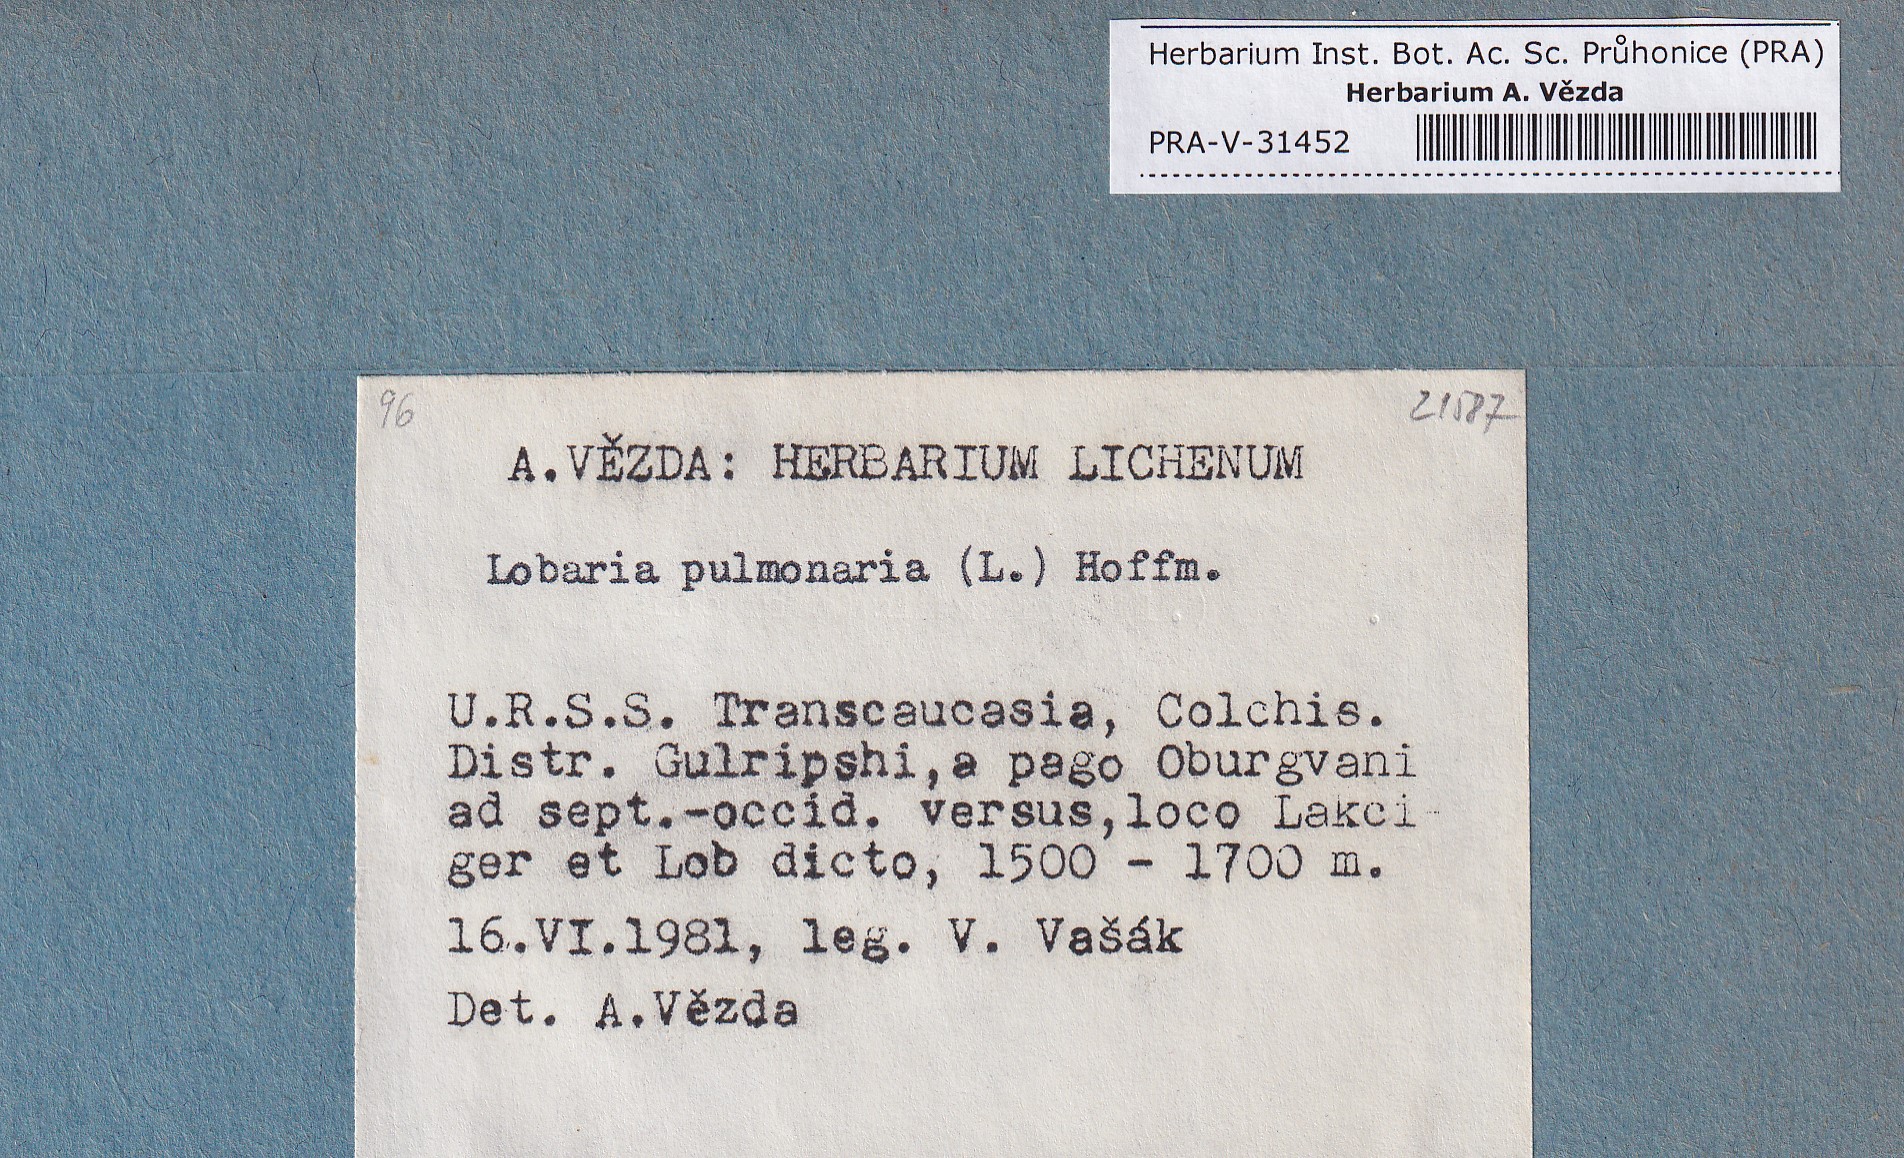 Herbarium Inst. Bot. Ac. Sc. Průhonice (PRA)
Herbarium A. Vězda
PRA-V-31452
96
21587
A.VĚZDA: HERBARIUM LICHENUM
Lobaria pulmonaria (L.) Hoffm.
U.R.S.S. Transcaucasia, Colchis.
Distr. Gulripshi,a pago Oburgvani
ad sept.-occid. versus,loco Lakci-
ger et Lob dicto, 1500 - 1700 m.
16.VI.1981, leg. V. Vašák
Det. A.Vězda